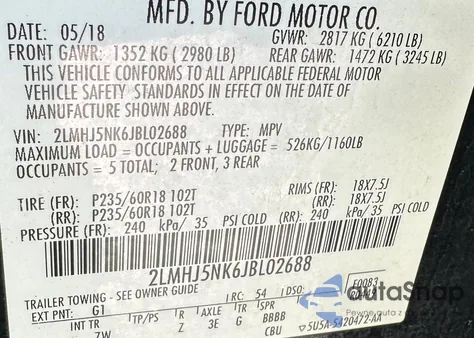 MFD. BY FORD MOTOR CO.
DATE: 05/18 GVWR: 2817 KG (6210 LB)
FRONT GAWR: 1352 KG (2980 LB) REAR GAWR: 1472 KG (3245 LB)
THIS VEHICLE CONFORMS TO ALL APPLICABLE FEDERAL MOTOR
VEHICLE SAFETY STANDARDS IN EFFECT ON THE DATE OF
MANUFACTURE SHOWN ABOVE.
VIN: 2LMHJ5NK6JBL02688 TYPE: MPV
MAXIMUM LOAD = OCCUPANTS + LUGGAGE = 526KG/1160LB
OCCUPANTS = 5 TOTAL; 2 FRONT, 3 REAR
TIRE (FR): P235/60R18 102T RIMS (FR): 18X7.5J
(RR): P235/60R18 102T (RR): 18X7.5J
PRESSURE (FR): 240 kPa/ 35 PSI COLD (RR): 240 kPa/ 35 PSI COLD
2LMHJ5NK6JBL02688
TRAILER TOWING - SEE OWNER GUIDE
EXT PNT: G1 RC: 54 DSO:
INT TR TP/PS R AXLE TR SPR
ZW Z 3E G BBBB
CBU 5U5A-5420472-AA
autoSnap